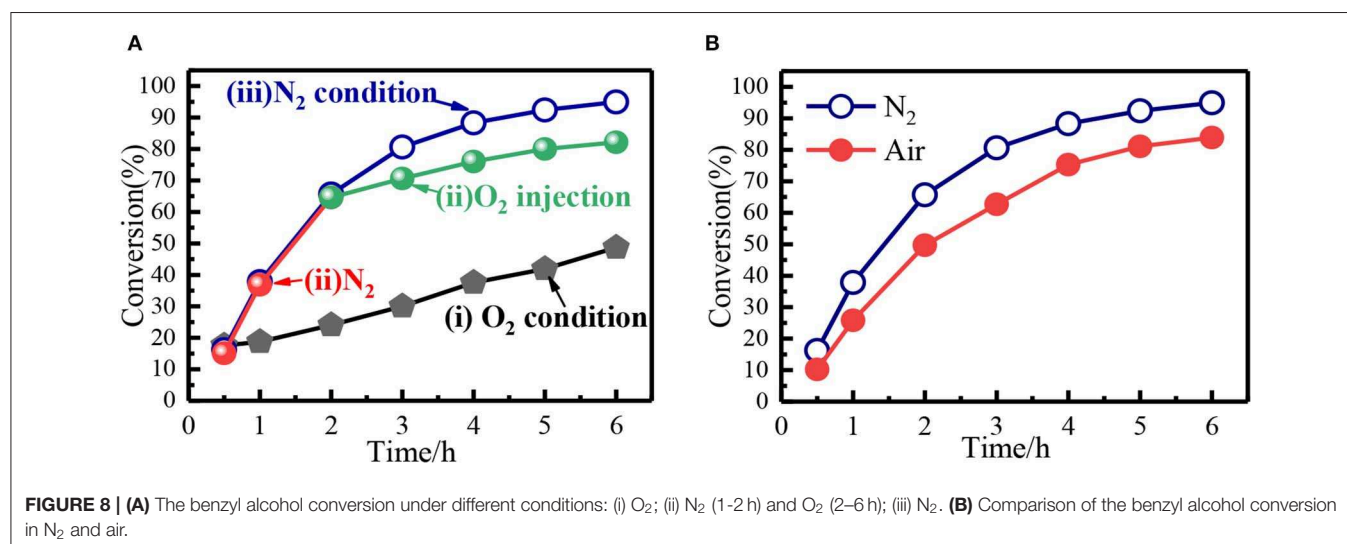 A
B
100
90
80
70
60
50
40
30
20
10
0
Conversion(%)
(iii)N₂ condition
(ii)O₂ injection
(ii)N₂
(i) O₂ condition
0 1 2 3 4 5 6
Time/h
100
90
80
70
60
50
40
30
20
10
0
Conversion(%)
N₂
Air
0 1 2 3 4 5 6
Time/h
FIGURE 8 | (A) The benzyl alcohol conversion under different conditions: (i) O₂; (ii) N₂ (1-2 h) and O₂ (2–6 h); (iii) N₂. (B) Comparison of the benzyl alcohol conversion
in N₂ and air.